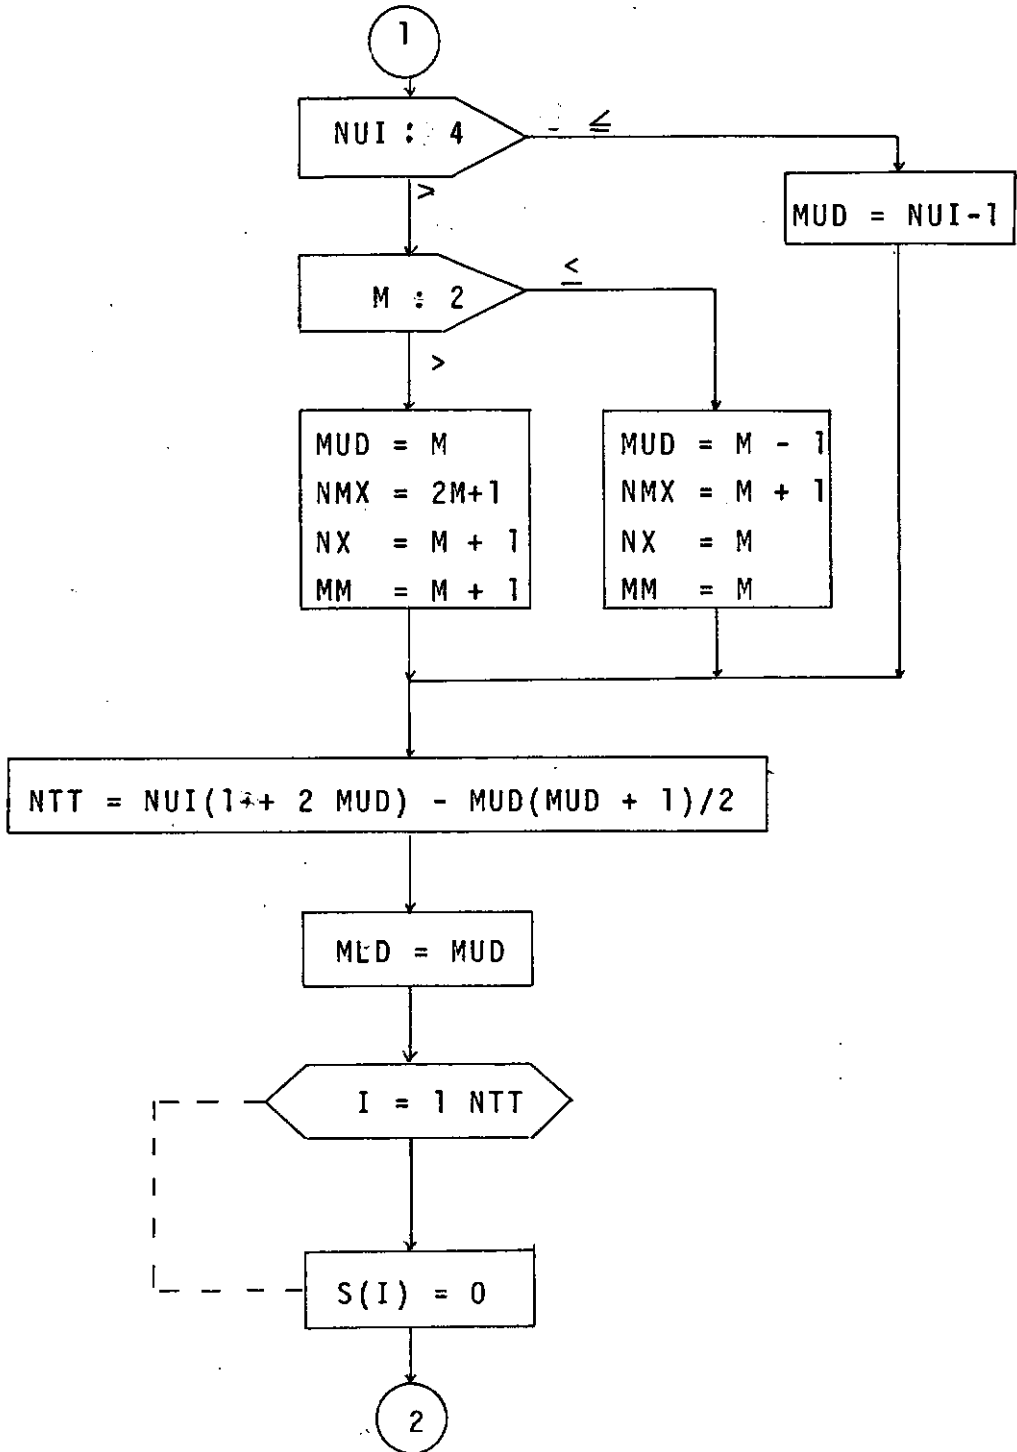 1
NUI : 4
≤
>
MUD = NUI-1
M : 2
≤
>
MUD = M
NMX = 2M+1
NX = M + 1
MM = M + 1
MUD = M - 1
NMX = M + 1
NX = M
MM = M
NTT = NUI(1 + 2 MUD) - MUD(MUD + 1)/2
MLD = MUD
I = 1 NTT
S(I) = 0
2